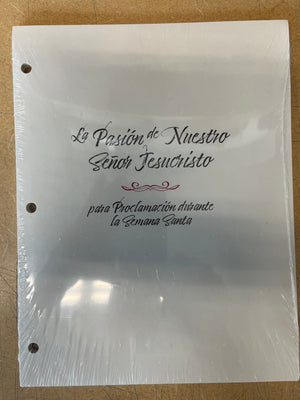 La Pasión de Nuestro
Señor Jesucristo
para Proclamación durante
la Semana Santa